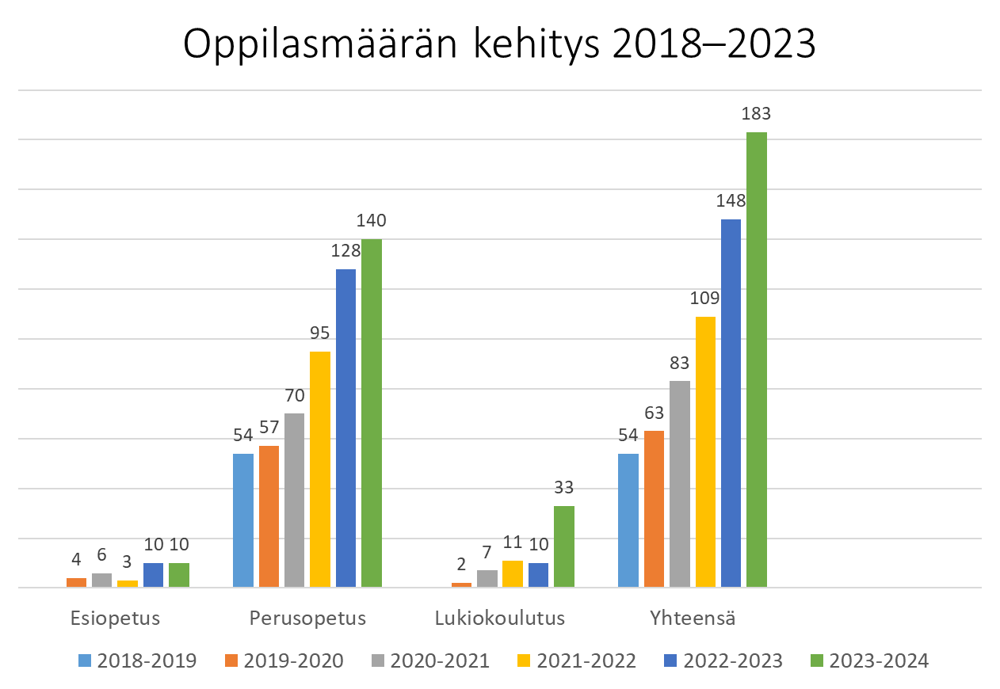 Oppilasmäärän kehitys 2018–2023
4 6 3 10 10
54 57 70 95 128 140
2 7 11 10 33
54 63 83 109 148 183
Esiopetus Perusopetus Lukiokoulutus Yhteensä
2018-2019 2019-2020 2020-2021 2021-2022 2022-2023 2023-2024